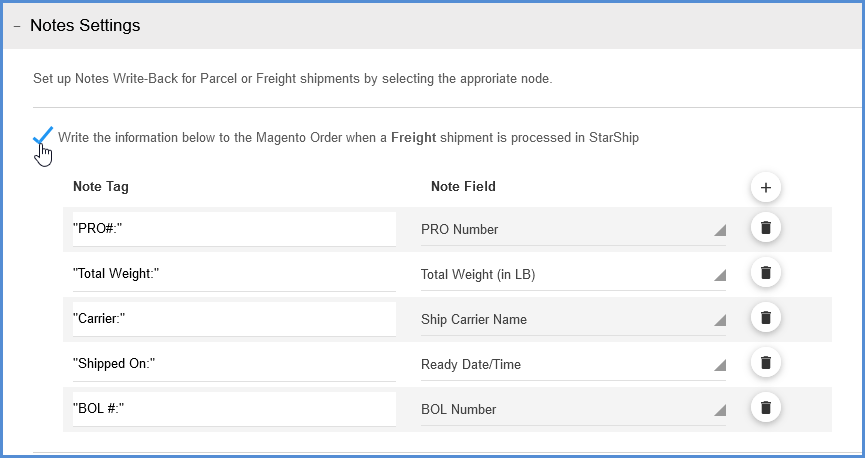 Notes Settings
Set up Notes Write-Back for Parcel or Freight shipments by selecting the approriate node.
Write the information below to the Magento Order when a Freight shipment is processed in StarShip
Note Tag Note Field
"PRO#:" PRO Number
"Total Weight:" Total Weight (in LB)
"Carrier:" Ship Carrier Name
"Shipped On:" Ready Date/Time
"BOL #:" BOL Number